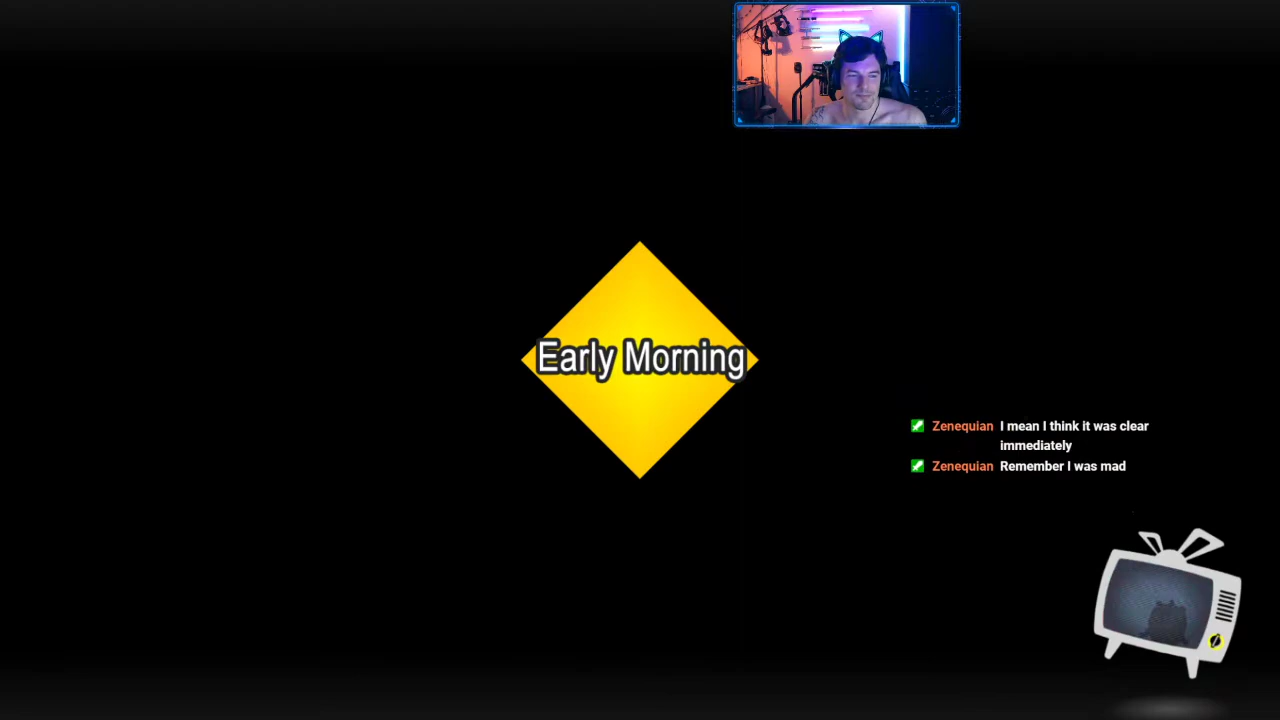 Early Morning
Zenequian I mean I think it was clear
immediately
Zenequian Remember I was mad